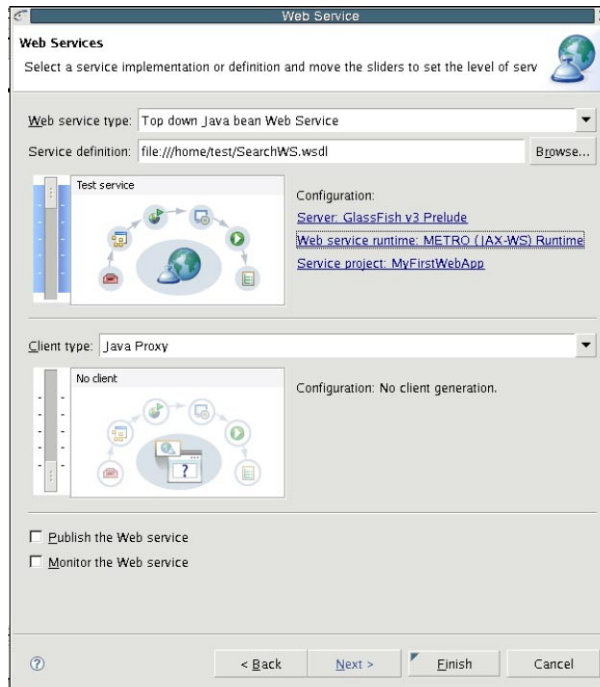 Web Service
Web Services
Select a service implementation or definition and move the sliders to set the level of serv
Web service type: Top down Java bean Web Service
Service definition: file:///home/test/SearchWS.wsdl Browse...
Test service
Configuration:
Server: GlassFish v3 Prelude
Web service runtime: METRO (JAX-WS) Runtime
Service project: MyFirstWebApp
Client type: Java Proxy
No client
Configuration: No client generation.
Publish the Web service
Monitor the Web service
< Back Next > Finish Cancel